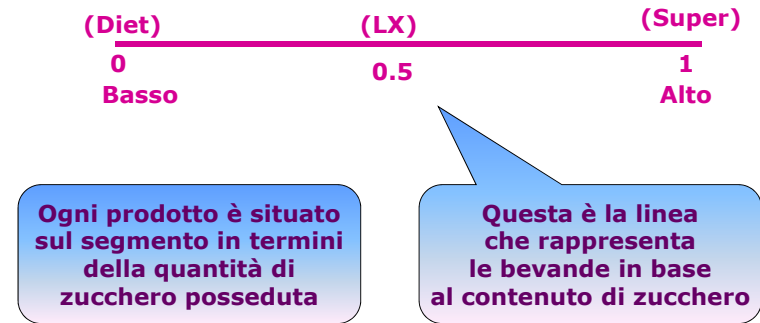 (Diet) (LX) (Super)
0 0.5 1
Basso Alto
Ogni prodotto è situato
sul segmento in termini
della quantità di
zucchero posseduta
Questa è la linea
che rappresenta
le bevande in base
al contenuto di zucchero